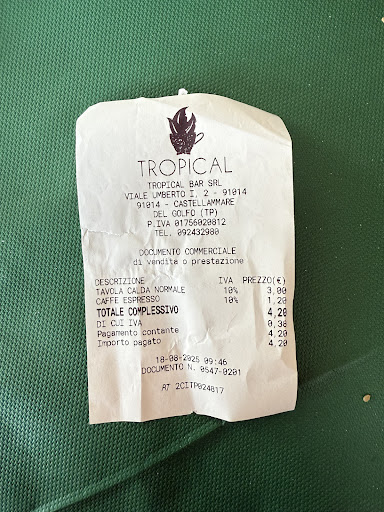 TROPICAL
TROPICAL BAR SRL
VIALE UMBERTO I, 2 - 91014
91014 - CASTELLAMMARE
DEL GOLFO (TP)
P.IVA 01756020812
TEL. 092432980
DOCUMENTO COMMERCIALE
di vendita o prestazione
DESCRIZIONE IVA PREZZO(€)
TAVOLA CALDA NORMALE 10% 3,00
CAFFE ESPRESSO 10% 1,20
TOTALE COMPLESSIVO 4,20
DI CUI IVA 0,38
Pagamento contante 4,20
Importo pagato 4,20
18-08-2025 09:46
DOCUMENTO N. 0547-0201
RT 2CITP024817